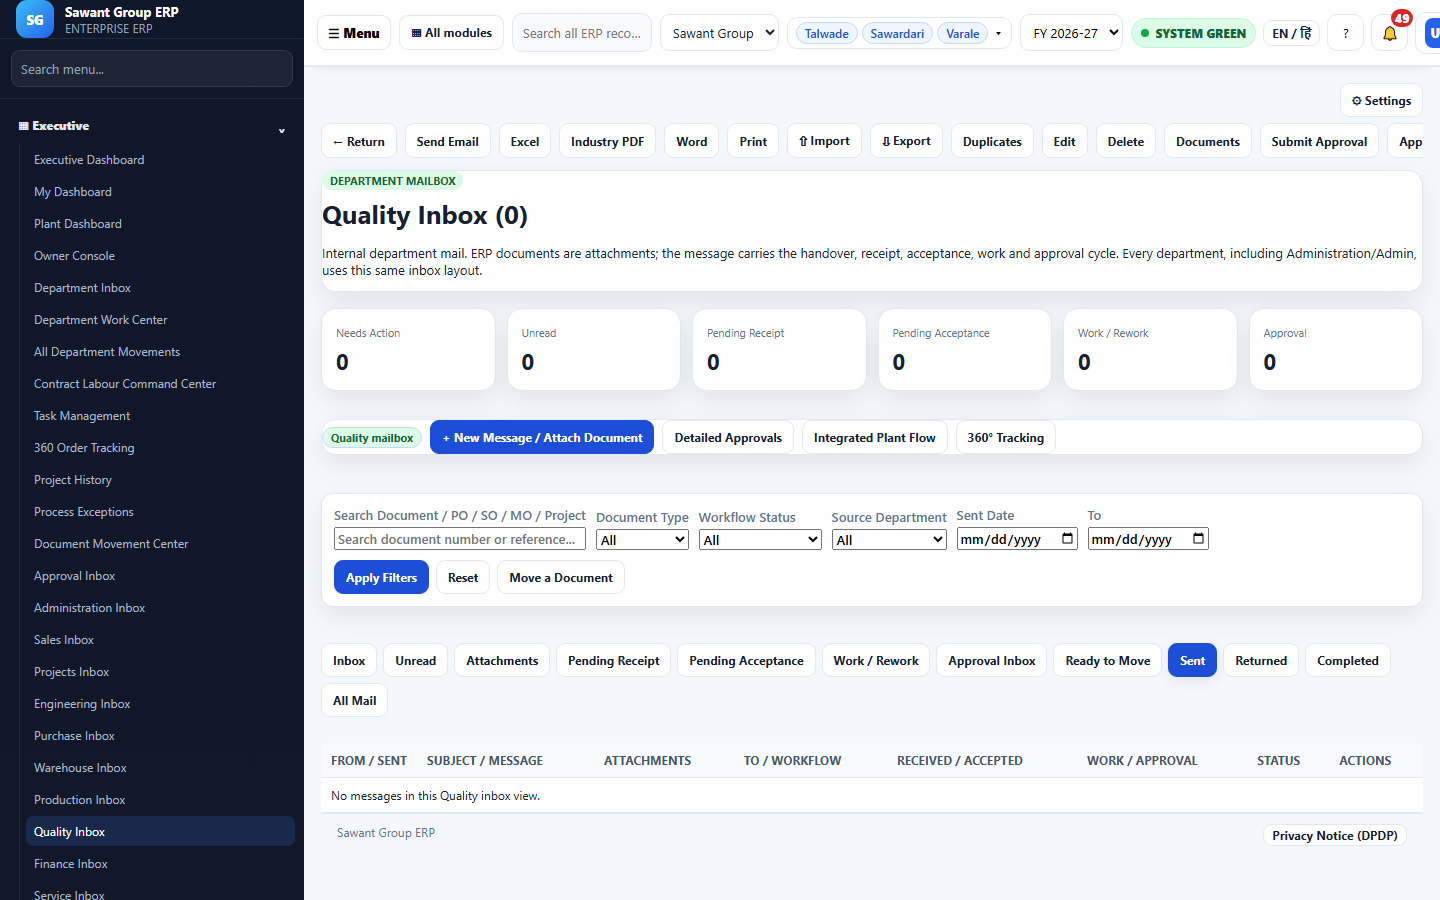 SG
Sawant Group ERP
ENTERPRISE ERP
Search menu...
Executive
Executive Dashboard
My Dashboard
Plant Dashboard
Owner Console
Department Inbox
Department Work Center
All Department Movements
Contract Labour Command Center
Task Management
360 Order Tracking
Project History
Process Exceptions
Document Movement Center
Approval Inbox
Administration Inbox
Sales Inbox
Projects Inbox
Engineering Inbox
Purchase Inbox
Warehouse Inbox
Production Inbox
Quality Inbox
Finance Inbox
Service Inbox
☰ Menu
All modules
Search all ERP reco...
Sawant Group
Talwade
Sawardari
Varale
FY 2026-27
SYSTEM GREEN
EN / हिं
?
49
U
⚙ Settings
← Return
Send Email
Excel
Industry PDF
Word
Print
⇧ Import
⇩ Export
Duplicates
Edit
Delete
Documents
Submit Approval
App
DEPARTMENT MAILBOX
Quality Inbox (0)
Internal department mail. ERP documents are attachments; the message carries the handover, receipt, acceptance, work and approval cycle. Every department, including Administration/Admin,
uses this same inbox layout.
Needs Action
0
Unread
0
Pending Receipt
0
Pending Acceptance
0
Work / Rework
0
Approval
0
Quality mailbox
+ New Message / Attach Document
Detailed Approvals
Integrated Plant Flow
360° Tracking
Search Document / PO / SO / MO / Project
Search document number or reference...
Document Type
All
Workflow Status
All
Source Department
All
Sent Date
mm/dd/yyyy
To
mm/dd/yyyy
Apply Filters
Reset
Move a Document
Inbox
Unread
Attachments
Pending Receipt
Pending Acceptance
Work / Rework
Approval Inbox
Ready to Move
Sent
Returned
Completed
All Mail
FROM / SENT
SUBJECT / MESSAGE
ATTACHMENTS
TO / WORKFLOW
RECEIVED / ACCEPTED
WORK / APPROVAL
STATUS
ACTIONS
No messages in this Quality inbox view.
Sawant Group ERP
Privacy Notice (DPDP)